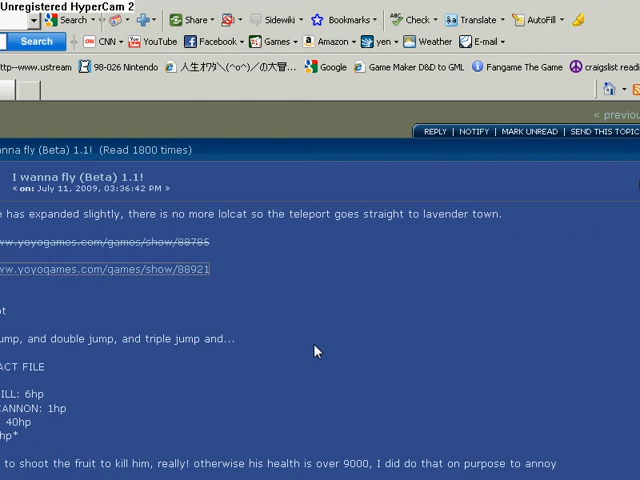 Unregistered HyperCam 2
Search Share Sidewiki Bookmarks Check Translate AutoFill
Search CNN YouTube Facebook Games Amazon yen Weather E-mail
ttp--www.ustream 98-026 Nintendo 人生オワタ＼(^o^)／の大冒... Google Game Maker D&D to GML Fangame The Game craigslist readin
« previou
REPLY NOTIFY MARK UNREAD SEND THIS TOPIC
anna fly (Beta) 1.1! (Read 1800 times)
I wanna fly (Beta) 1.1!
« on: July 11, 2009, 03:36:42 PM »
e has expanded slightly, there is no more lolcat so the teleport goes straight to lavender town.
ww.yoyogames.com/games/show/88785
ww.yoyogames.com/games/show/88921
ot
ump, and double jump, and triple jump and...
ACT FILE
ILL: 6hp
CANNON: 1hp
40hp
hp*
to shoot the fruit to kill him, really! otherwise his health is over 9000, I did do that on purpose to annoy